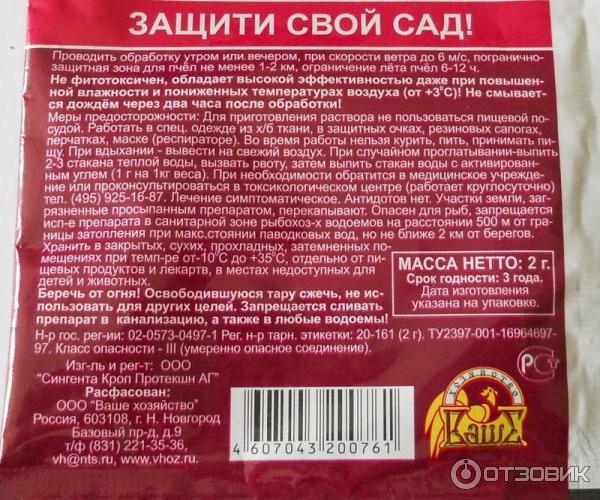 ЗАЩИТИ СВОЙ САД!
Проводить обработку утром или вечером, при скорости ветра до 6 м/с, погранично-
защитная зона для пчёл не менее 1-2 км, ограничение лёта пчёл 6-12 ч.
Не фитотоксичен, обладает высокой эффективностью даже при повышен-
ной влажности и пониженных температурах воздуха (от +3°С)! Не смывает-
ся дождём через два часа после обработки!
Меры предосторожности: Для приготовления раствора не пользоваться пищевой по-
судой. Работать в спец. одежде из х/б ткани, в защитных очках, резиновых сапогах,
перчатках, маске (респираторе). Во время работы нельзя курить, пить, принимать пи-
щу. При вдыхании - вывести на свежий воздух. При случайном проглатывании-выпить
2-3 стакана теплой воды, вызвать рвоту, затем выпить стакан воды с активирован-
ным углем (1 г на 1кг веса). При необходимости обратится в медицинское учрежде-
ние или проконсультироваться в токсикологическом центре (работает круглосуточно)
тел. (495) 925-16-87. Лечение симптоматическое. Антидотов нет. Участки земли, заг-
рязненные просыпанным препаратом, перекапывают. Опасен для рыб, запрещается
исп-е препарата в санитарной зоне рыбохоз-х водоемов на расстоянии 500 м от гра-
ницы затопления при макс.стоянии паводковых вод, но не ближе 2 км от берегов.
Хранить в закрытых, сухих, прохладных, затемненных по-
мещениях при темп-ре от-10°С до +35°С, отдельно от пи-
щевых продуктов и лекарств, в местах недоступных для
детей и животных.
МАССА НЕТТО: 2 г.
Срок годности: 3 года.
Дата изготовления
указана на упаковке.
Беречь от огня! Освободившуюся тару сжечь, не ис-
пользовать для других целей. Запрещается сливать
препарат в канализацию, а также в любые водоемы!
Н-р гос. рег-ии: 02-0573-0497-1 Рег. н-р тарн. этикетки: 20-161 (2 г). ТУ2397-001-16964697-
97. Класс опасности - III (умеренно опасное соединение).
Изг-ль и рег-т: ООО
"Сингента Кроп Протекшн АГ"
Расфасован:
ООО "Ваше хозяйство"
Россия, 603108, г. Н. Новгород
Базовый пр-д, д.9
т/ф (831) 221-35-36,
vh@nts.ru, www.vhoz.ru
4 607043 200761
РСТ
ХОЗЯЙСТВО
ВАШЕ
ОТЗОВИК